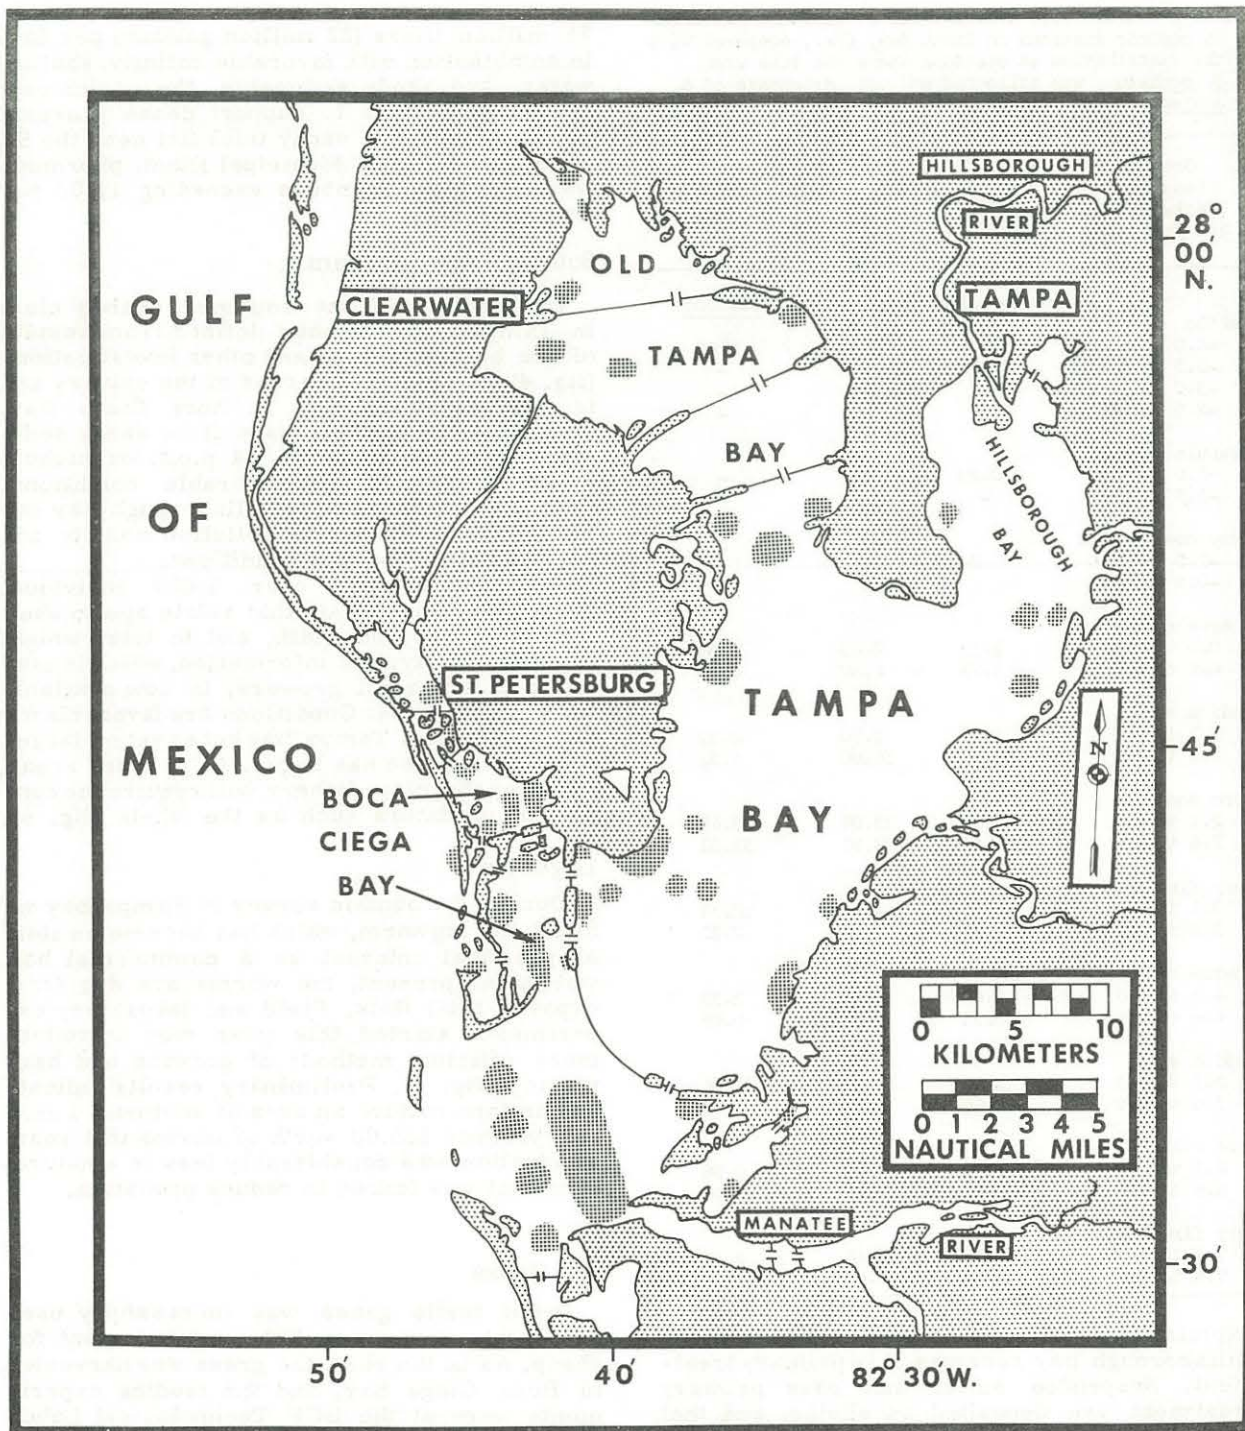 HILLSBOROUGH
RIVER
28°
00'
N.
OLD
GULF
CLEARWATER
TAMPA
TAMPA
BAY
OF
HILLSBOROUGH
BAY
ST. PETERSBURG
TAMPA
MEXICO
45'
N
BOCA
CIEGA
BAY
BAY
0 5 10
KILOMETERS
0 1 2 3 4 5
NAUTICAL MILES
MANATEE
RIVER
30'
50' 40' 82° 30' W.